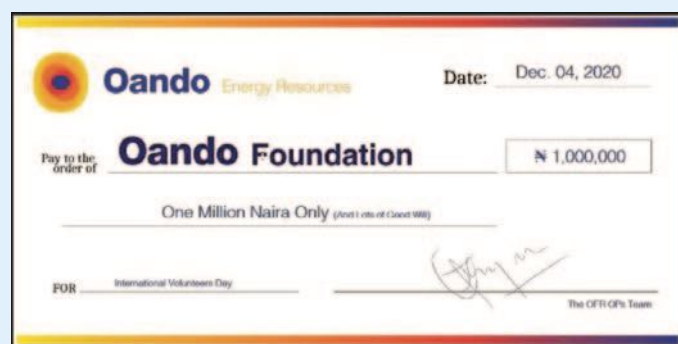 Oando Energy Resources
Date: Dec. 04, 2020
Pay to the order of Oando Foundation
₦ 1,000,000
One Million Naira Only (And Lots of Good Will)
FOR International Volunteers Day
The OER OPs Team